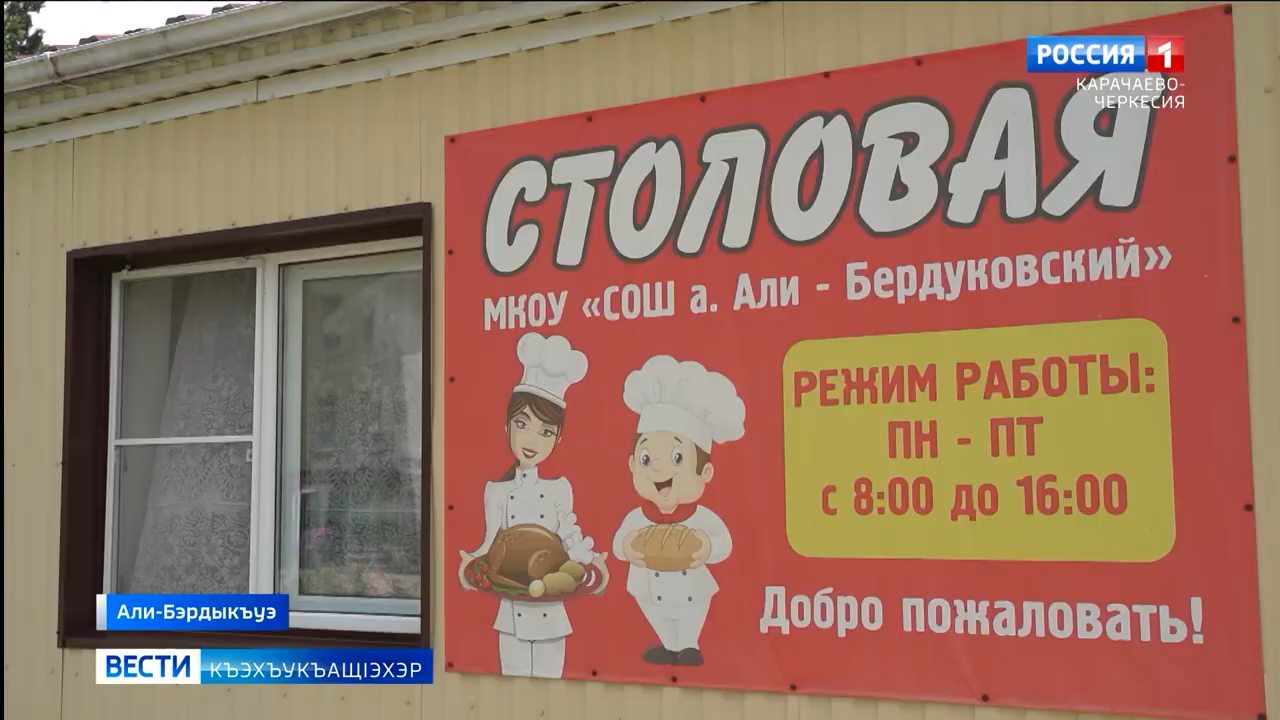 РОССИЯ 1
КАРАЧАЕВО-
ЧЕРКЕСИЯ
СТОЛОВАЯ
МКОУ «СОШ а. Али - Бердуковский»
РЕЖИМ РАБОТЫ:
ПН - ПТ
с 8:00 до 16:00
Добро пожаловать!
Али-Бэрдыкъуэ
ВЕСТИ КЪЭХЪУКЪАЩІЭХЭР